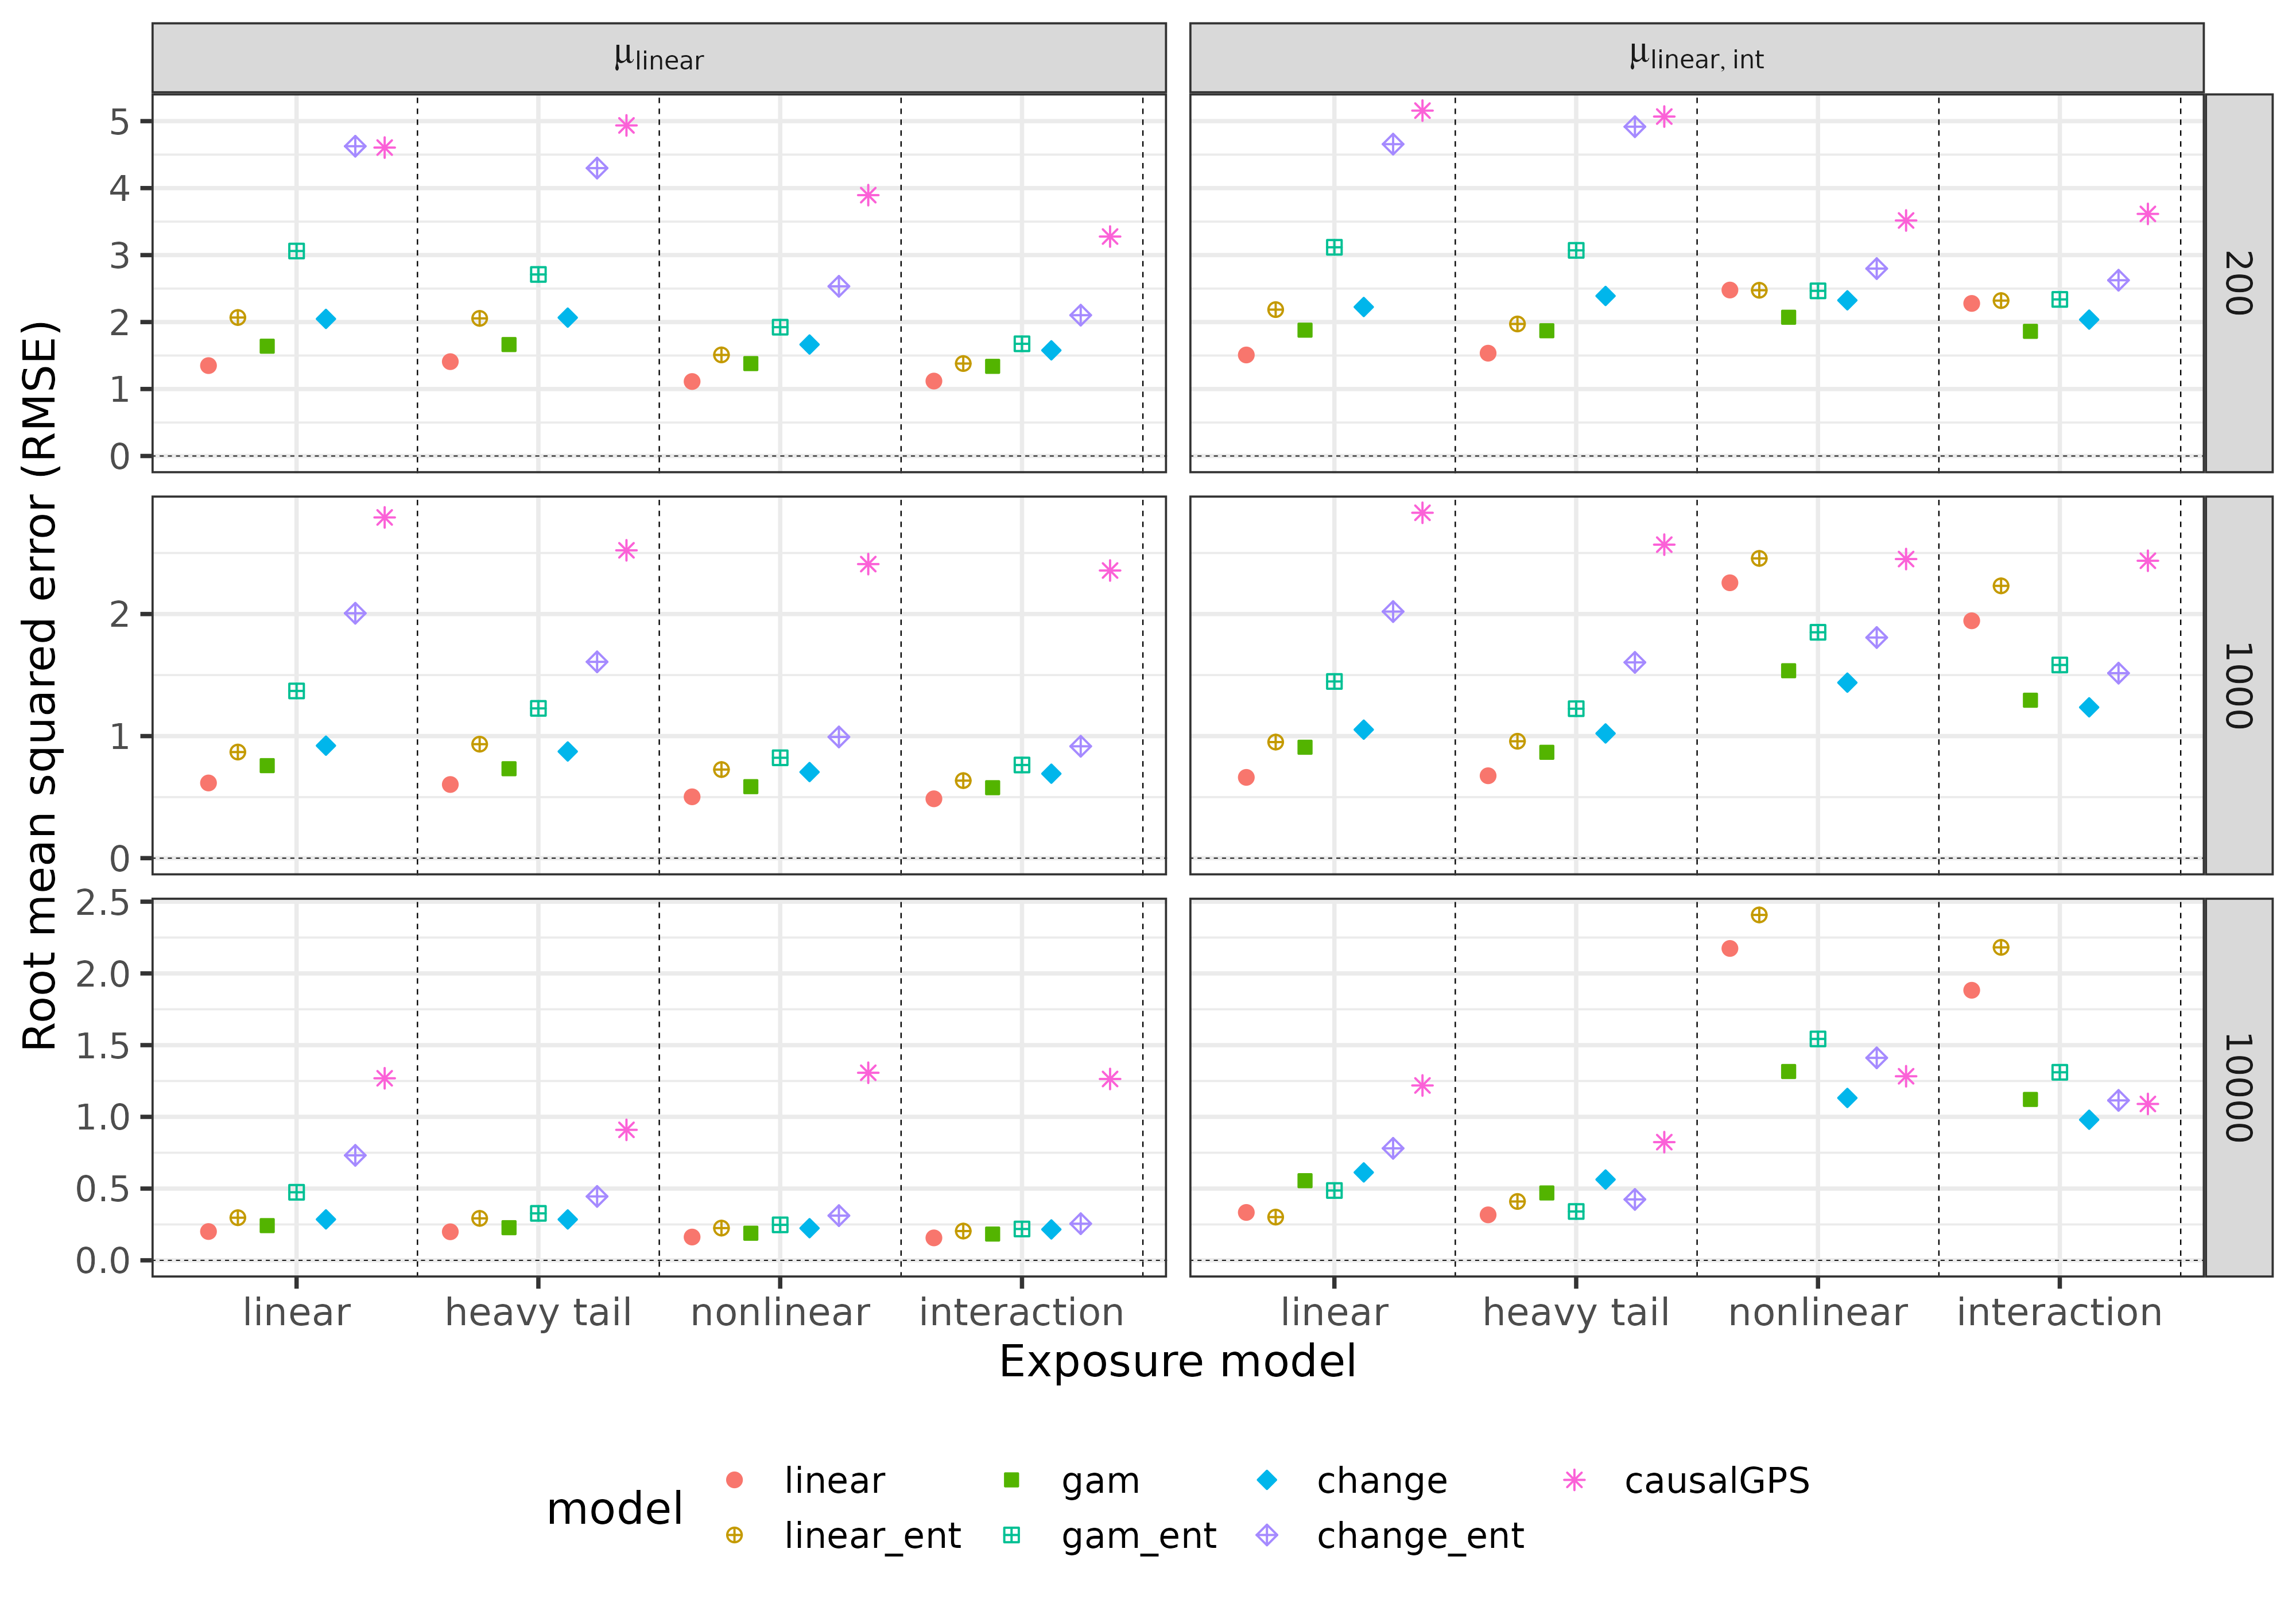 μlinear
μlinear, int
Root mean squared error (RMSE)
5
4
3
2
1
0
200
2
1
0
1000
2.5
2.0
1.5
1.0
0.5
0.0
10000
linear heavy tail nonlinear interaction
linear heavy tail nonlinear interaction
Exposure model
model
linear gam change causalGPS
linear_ent gam_ent change_ent